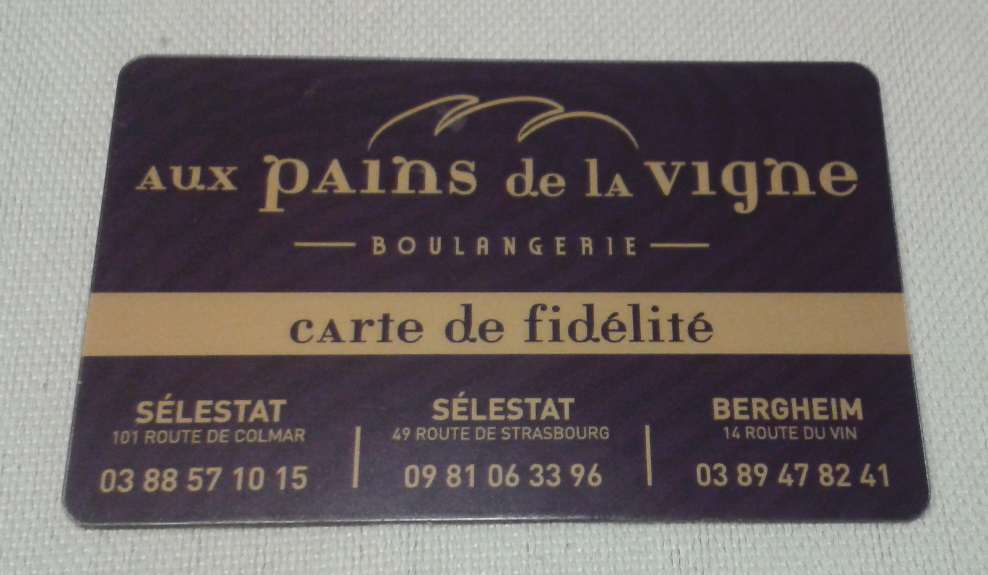 aux pains de la vigne
BOULANGERIE
carte de fidélité
SÉLESTAT
101 ROUTE DE COLMAR
03 88 57 10 15
SÉLESTAT
49 ROUTE DE STRASBOURG
09 81 06 33 96
BERGHEIM
14 ROUTE DU VIN
03 89 47 82 41